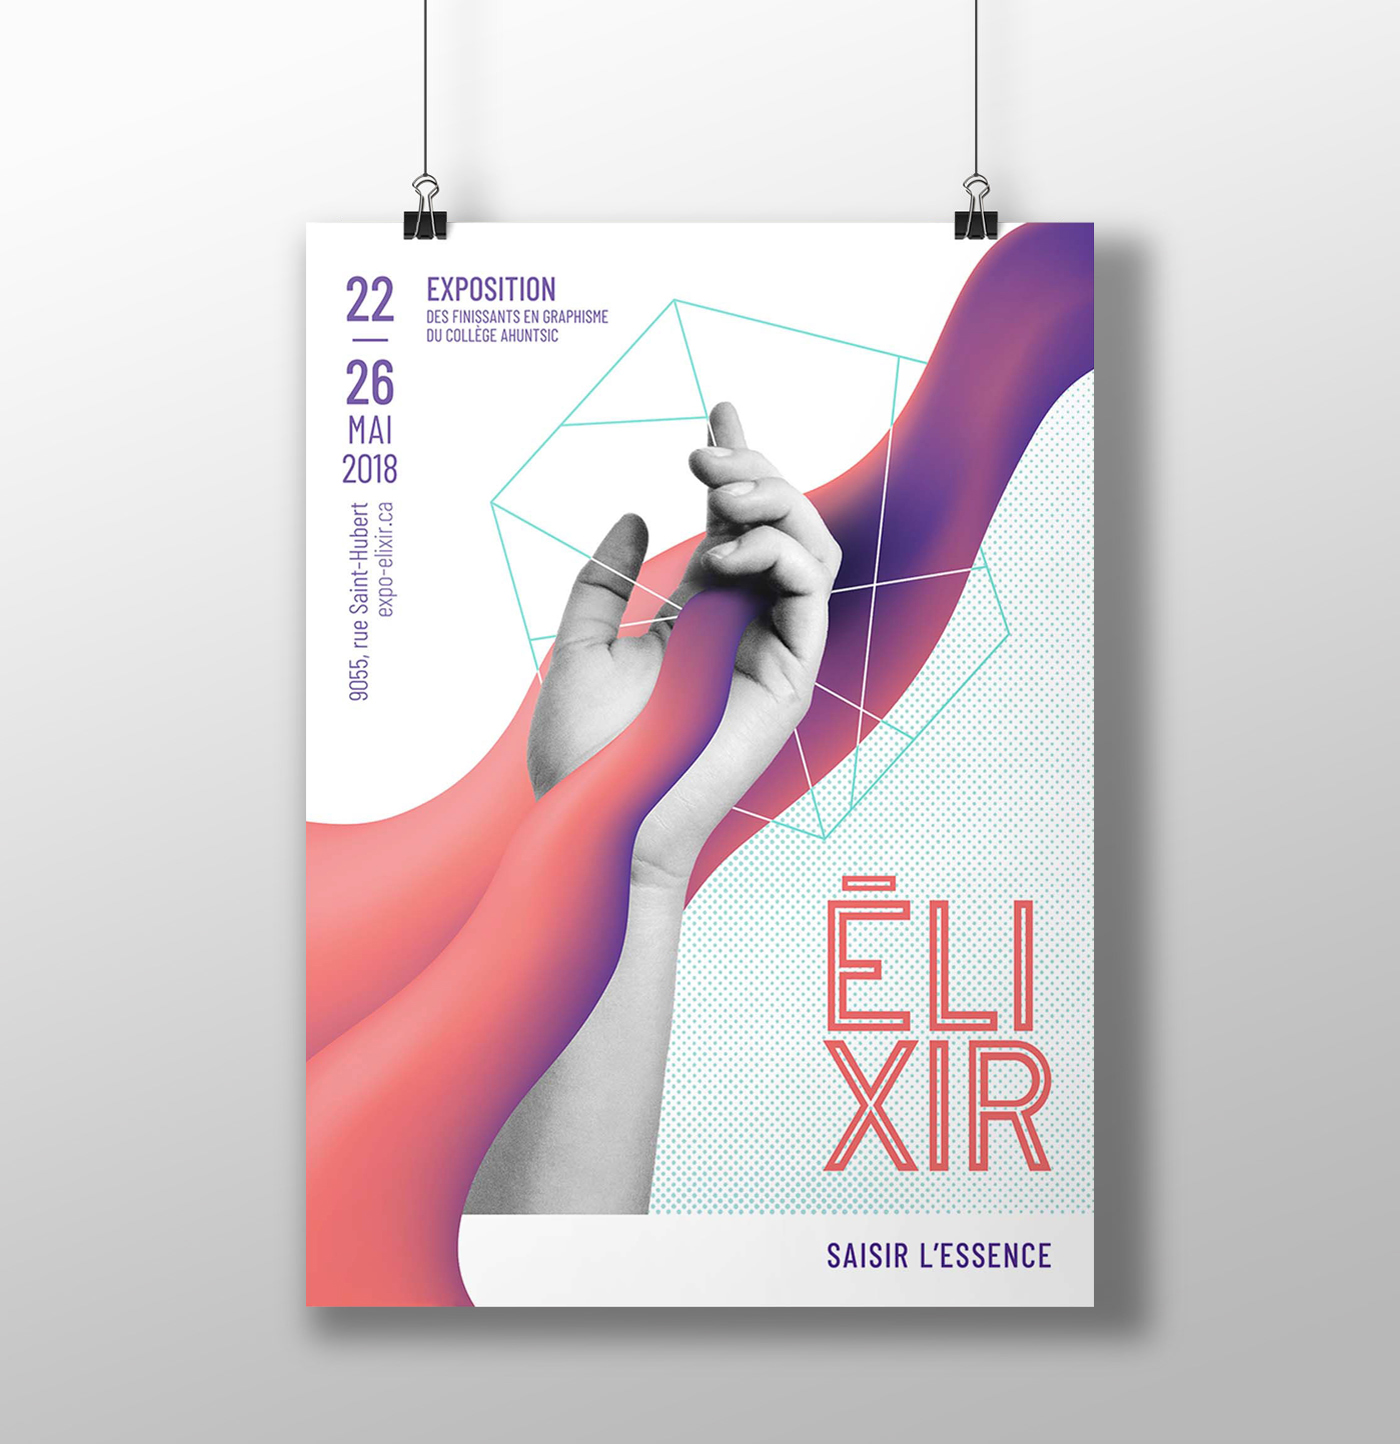 22
—
26
MAI
2018
9055, rue Saint-Hubert
expo-elixir.ca
EXPOSITION
DES FINISSANTS EN GRAPHISME
DU COLLÈGE AHUNTSIC
ĒLI
XIR
SAISIR L'ESSENCE